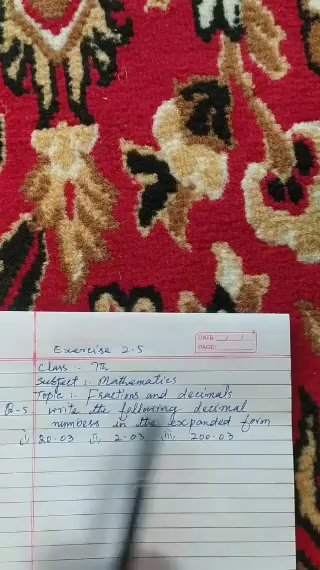 Exercise 2.5
DATE / /
PAGE:
Class :- 7th
Subject :- Mathematics
Topic :- Fractions and decimals
Q-5 write the following decimal
numbers in the expanded form
i) 20.03 ii, 2.03 iii, 200.03